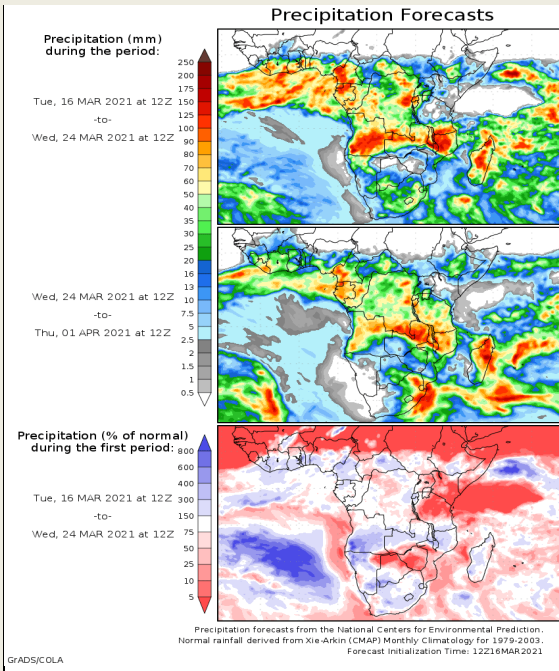 Precipitation Forecasts
Precipitation (mm)
during the period:
Tue, 16 MAR 2021 at 12Z
-to-
Wed, 24 MAR 2021 at 12Z
250
200
175
150
125
100
90
80
70
60
50
40
35
30
25
20
16
13
10
7.5
5
2.5
2
1.5
1
0.5
Wed, 24 MAR 2021 at 12Z
-to-
Thu, 01 APR 2021 at 12Z
Precipitation (% of normal)
during the first period:
Tue, 16 MAR 2021 at 12Z
-to-
Wed, 24 MAR 2021 at 12Z
800
600
400
300
200
150
75
50
25
10
5
Precipitation forecasts from the National Centers for Environmental Prediction.
Normal rainfall derived from Xie-Arkin (CMAP) Monthly Climatology for 1979-2003.
Forecast Initialization Time: 12Z16MAR2021
GrADS/COLA